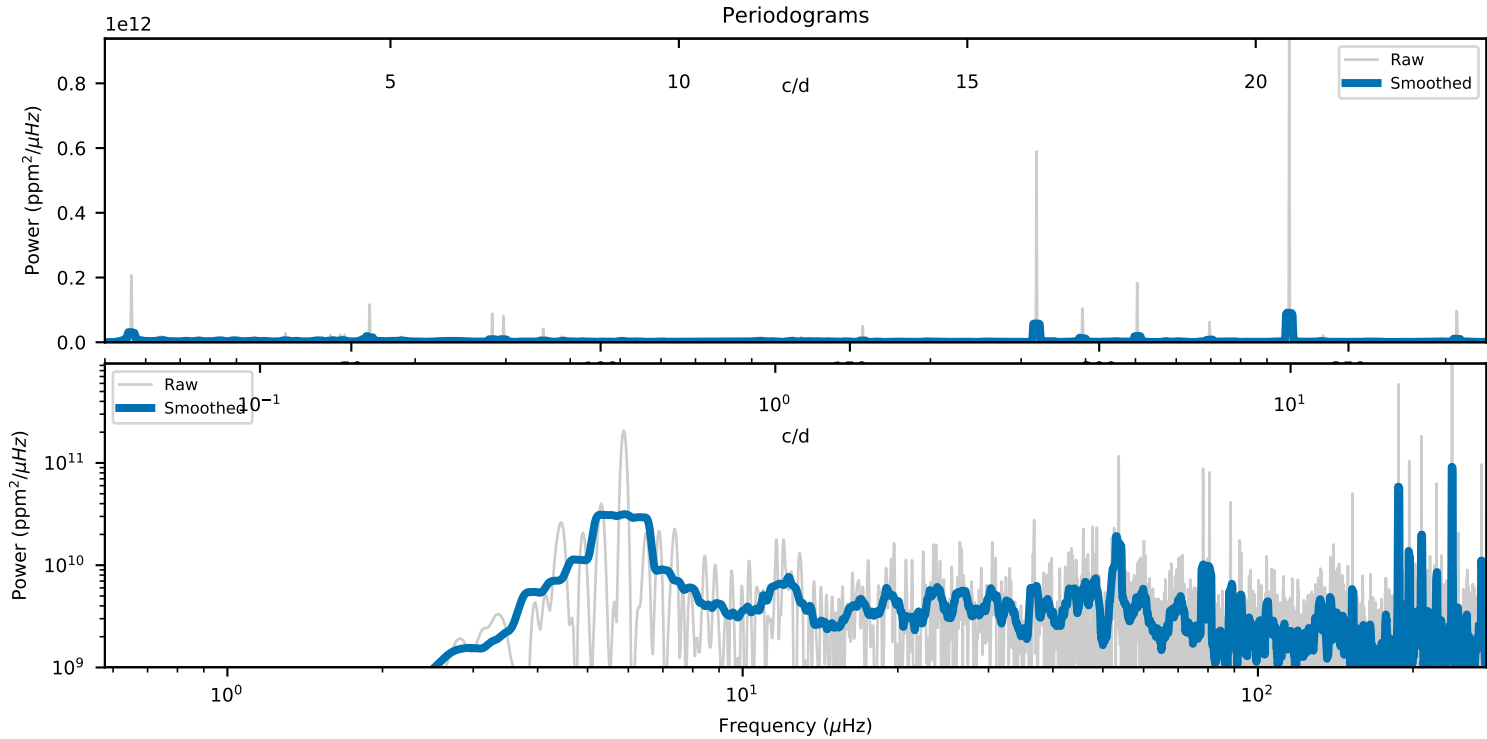 Periodograms
1e12
5 10 15 20
c/d
Raw
Smoothed
0.8
0.6
0.4
0.2
0.0
Power (ppm²/μHz)
Raw
Smoothed
10⁻¹ 10⁰ 10¹
c/d
10¹¹
10¹⁰
10⁹
Power (ppm²/μHz)
10⁰ 10¹ 10²
Frequency (μHz)